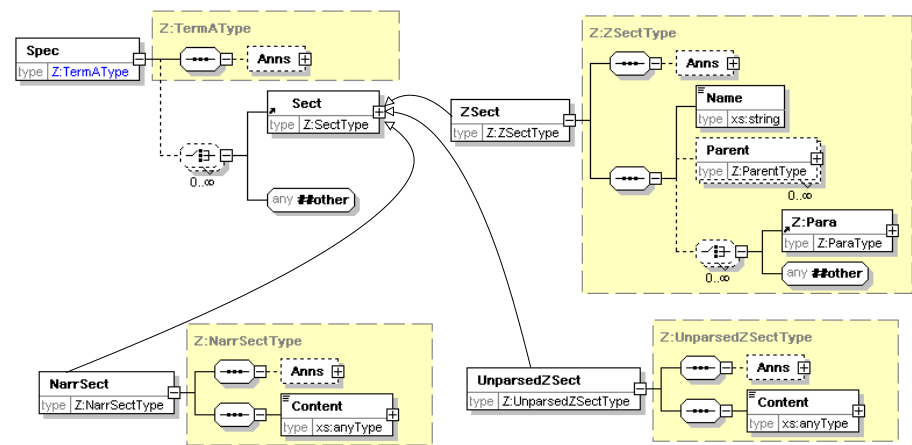 Z:TermAType
Spec
type Z:TermAType
Anns
Sect
type Z:SectType
0..∞
any ##other
ZSect
type Z:ZSectType
Z:ZSectType
Anns
Name
type xs:string
Parent
type Z:ParentType
0..∞
Z:Para
type Z:ParaType
0..∞
any ##other
NarrSect
type Z:NarrSectType
Z:NarrSectType
Anns
Content
type xs:anyType
UnparsedZSect
type Z:UnparsedZSectType
Z:UnparsedZSectType
Anns
Content
type xs:anyType